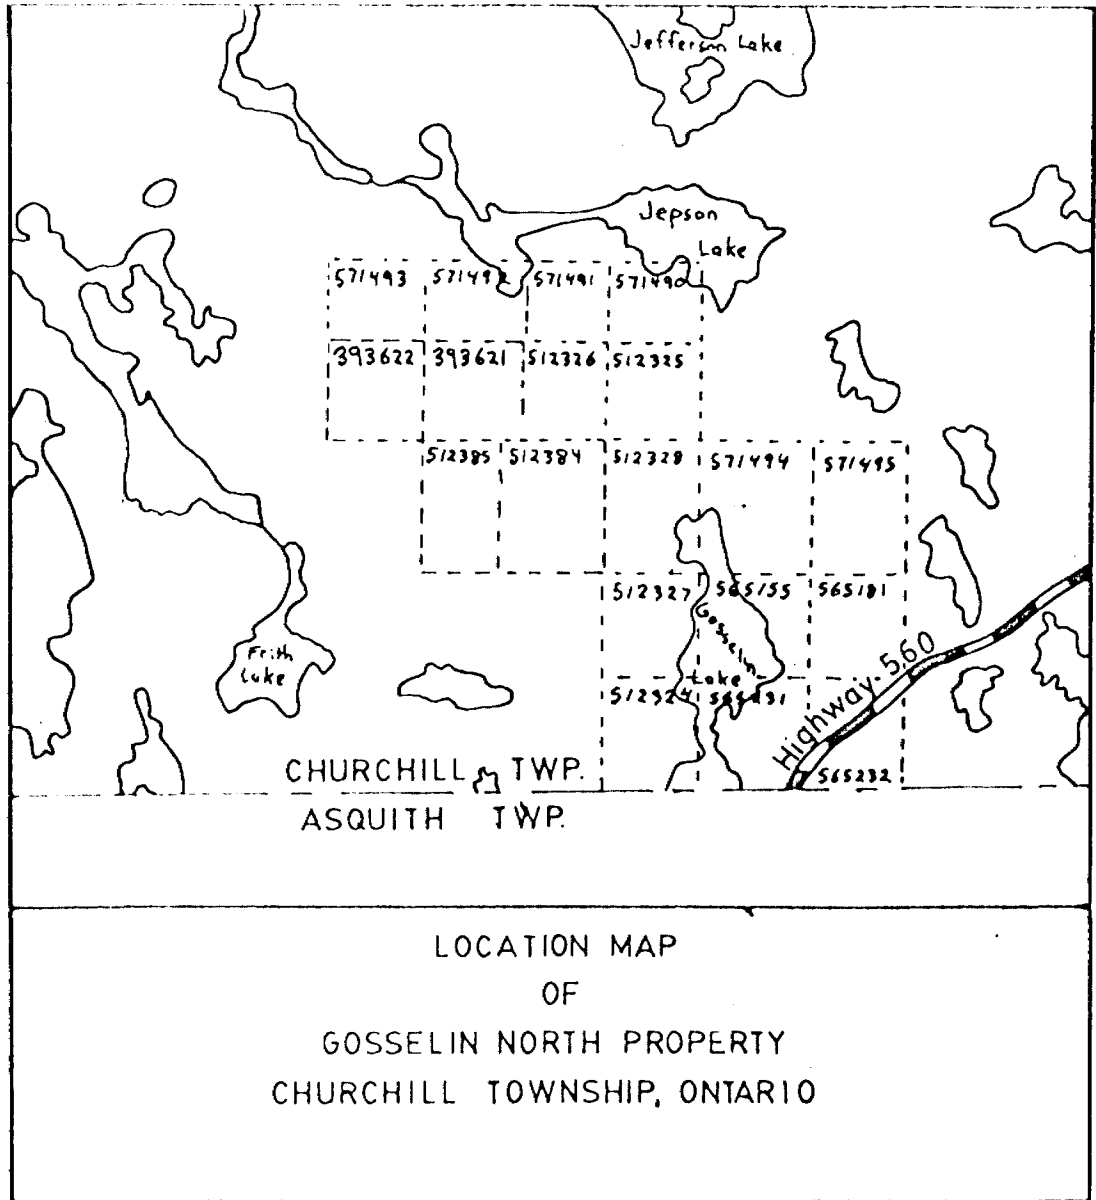 Jefferson Lake
Jepson
Lake
571493 571492 571491 571490
393622 393621 512326 512325
512385 512384 512328 571494 571495
512327 565155 565181
Gosselin
Lake
Frith
Lake
512324 565231
Highway 560
565232
CHURCHILL TWP.
ASQUITH TWP.
LOCATION MAP
OF
GOSSELIN NORTH PROPERTY
CHURCHILL TOWNSHIP, ONTARIO